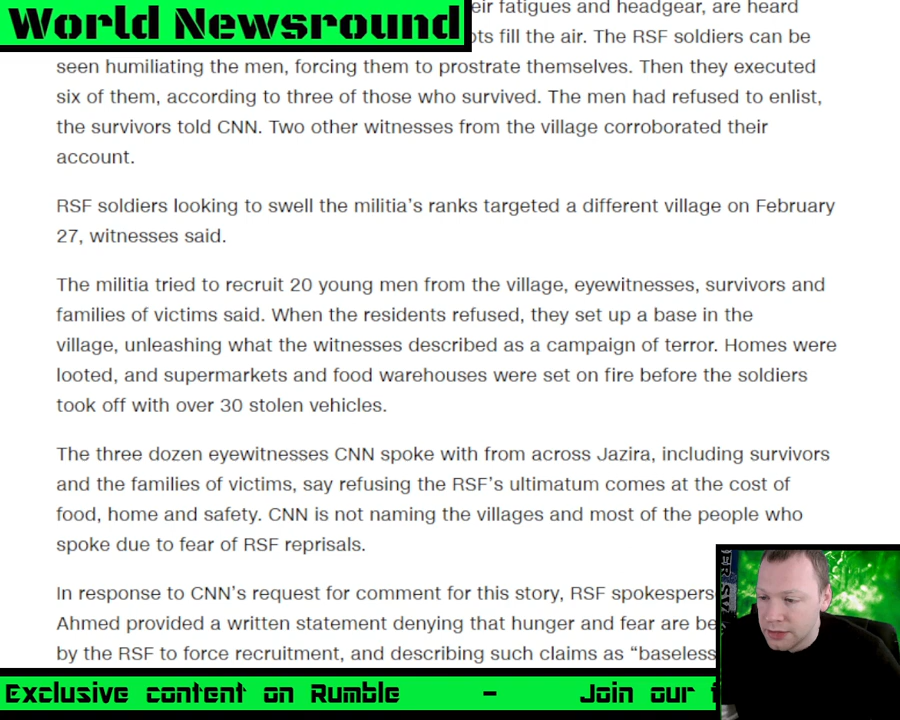 World Newsround
eir fatigues and headgear, are heard
ots fill the air. The RSF soldiers can be
seen humiliating the men, forcing them to prostrate themselves. Then they executed
six of them, according to three of those who survived. The men had refused to enlist,
the survivors told CNN. Two other witnesses from the village corroborated their
account.
RSF soldiers looking to swell the militia’s ranks targeted a different village on February
27, witnesses said.
The militia tried to recruit 20 young men from the village, eyewitnesses, survivors and
families of victims said. When the residents refused, they set up a base in the
village, unleashing what the witnesses described as a campaign of terror. Homes were
looted, and supermarkets and food warehouses were set on fire before the soldiers
took off with over 30 stolen vehicles.
The three dozen eyewitnesses CNN spoke with from across Jazira, including survivors
and the families of victims, say refusing the RSF’s ultimatum comes at the cost of
food, home and safety. CNN is not naming the villages and most of the people who
spoke due to fear of RSF reprisals.
In response to CNN’s request for comment for this story, RSF spokespers
Ahmed provided a written statement denying that hunger and fear are be
by the RSF to force recruitment, and describing such claims as “baseless
Exclusive content on Rumble - Join our f